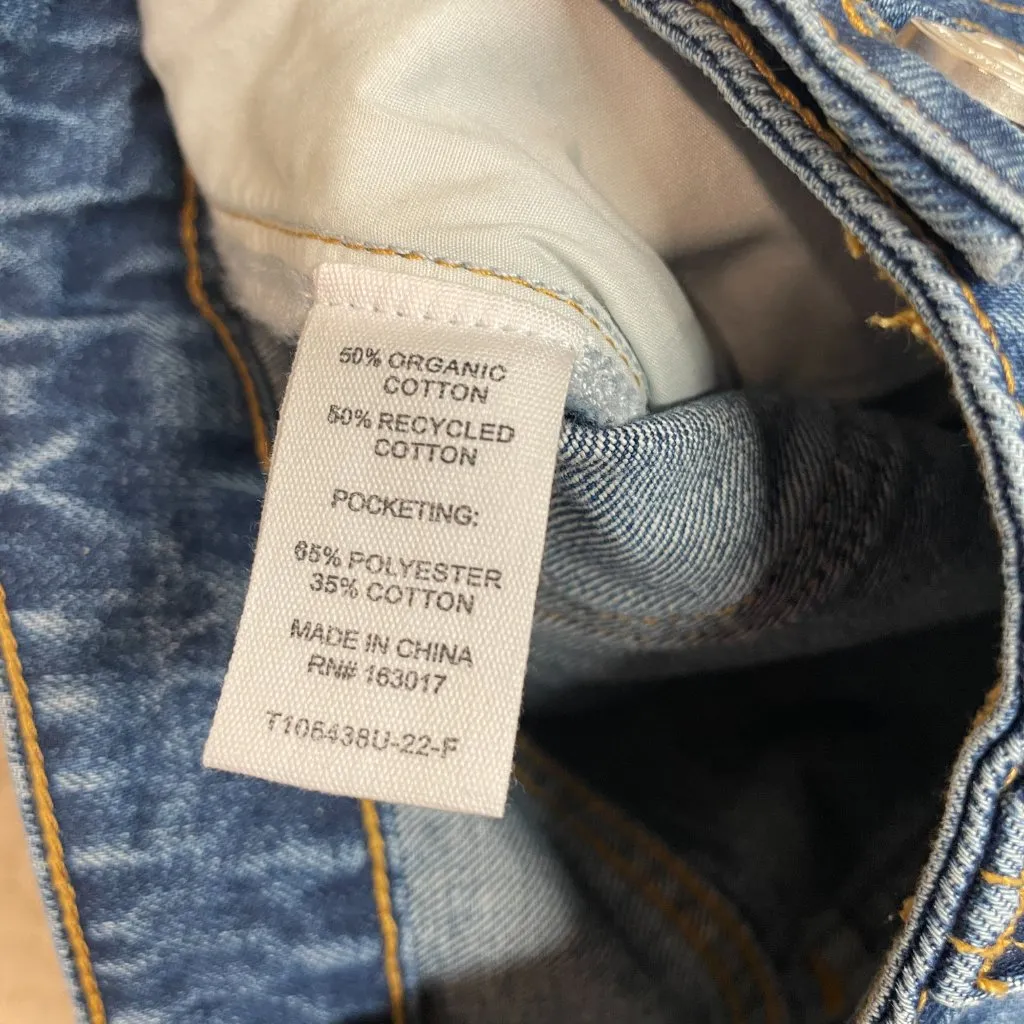 50% ORGANIC
COTTON
50% RECYCLED
COTTON
POCKETING:
65% POLYESTER
35% COTTON
MADE IN CHINA
RN# 163017
T106438U-22-F